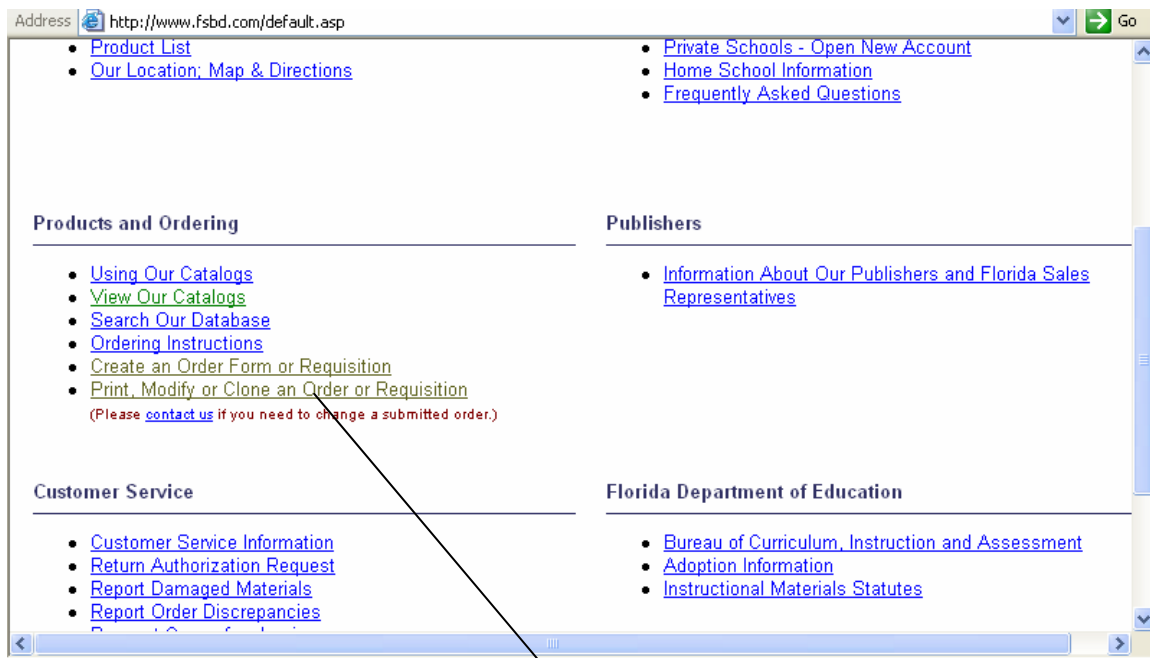 Address http://www.fsbd.com/default.asp Go
Product List
Our Location; Map & Directions
Private Schools - Open New Account
Home School Information
Frequently Asked Questions
Products and Ordering
Using Our Catalogs
View Our Catalogs
Search Our Database
Ordering Instructions
Create an Order Form or Requisition
Print, Modify or Clone an Order or Requisition
(Please contact us if you need to change a submitted order.)
Publishers
Information About Our Publishers and Florida Sales
Representatives
Customer Service
Customer Service Information
Return Authorization Request
Report Damaged Materials
Report Order Discrepancies
Florida Department of Education
Bureau of Curriculum, Instruction and Assessment
Adoption Information
Instructional Materials Statutes